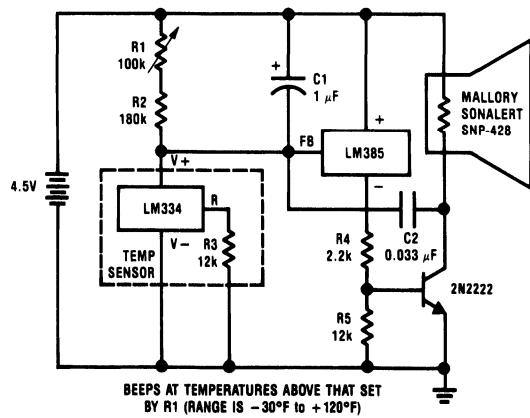 R1
100k
R2
180k
+
C1
1 µF
MALLORY
SONALERT
SNP-428
FB
+
LM385
−
V+
4.5V
LM334
R
V−
TEMP
SENSOR
R3
12k
R4
2.2k
C2
0.033 µF
2N2222
R5
12k
BEEPS AT TEMPERATURES ABOVE THAT SET
BY R1 (RANGE IS −30°F to +120°F)